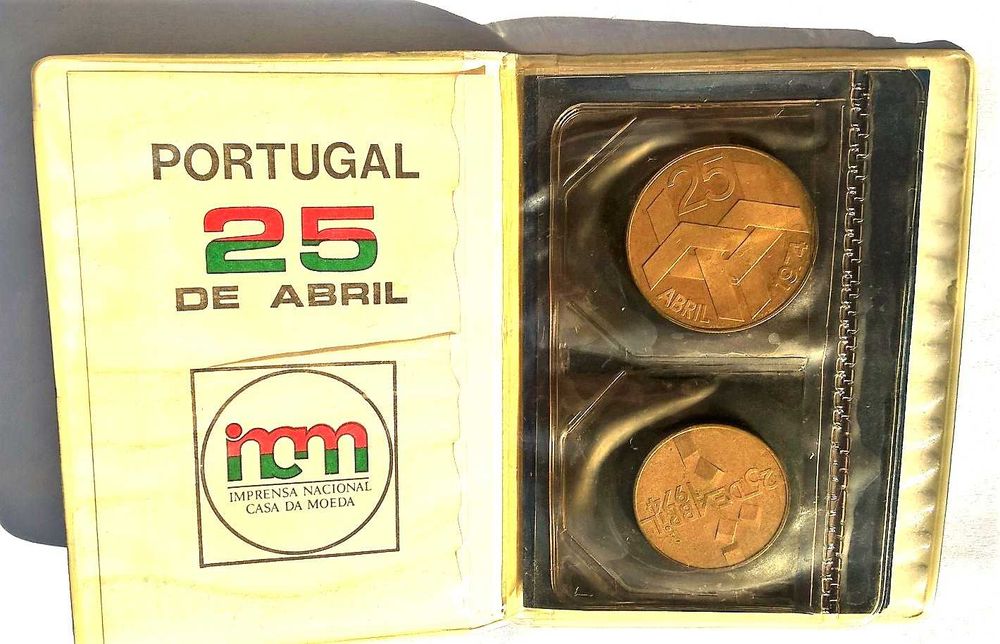 PORTUGAL
25
DE ABRIL
incm
IMPRENSA NACIONAL
CASA DA MOEDA
25
ABRIL
1974
25 DE
ABRIL
1974